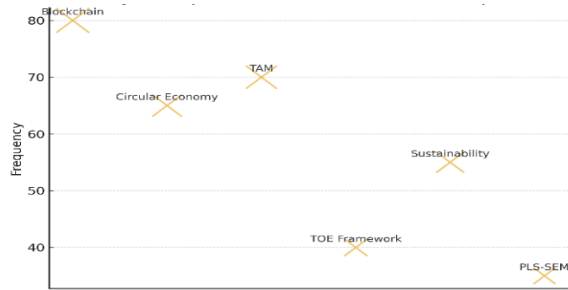 Blockchain
80
TAM
70
Circular Economy
60
Sustainability
50
TOE Framework
40
PLS-SEM
Frequency